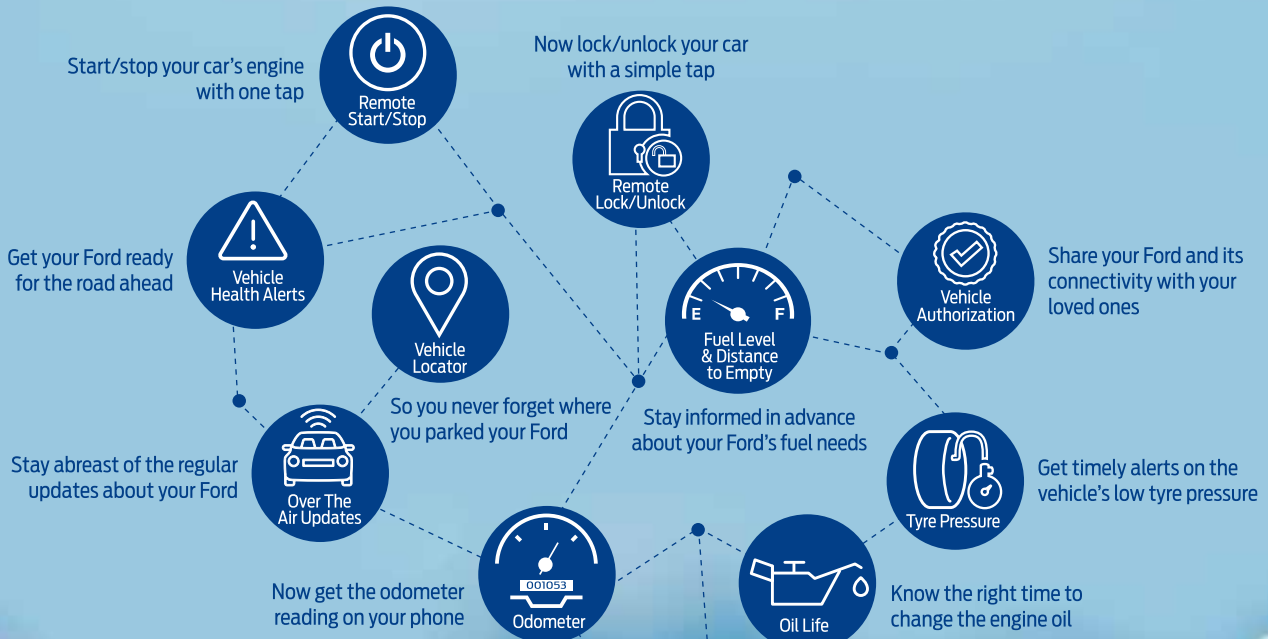 Start/stop your car's engine
with one tap
Remote
Start/Stop
Now lock/unlock your car
with a simple tap
Remote
Lock/Unlock
Get your Ford ready
for the road ahead
Vehicle
Health Alerts
Vehicle
Locator
So you never forget where
you parked your Ford
E F
Fuel Level
& Distance
to Empty
Stay informed in advance
about your Ford's fuel needs
Vehicle
Authorization
Share your Ford and its
connectivity with your
loved ones
Stay abreast of the regular
updates about your Ford
Over The
Air Updates
Tyre Pressure
Get timely alerts on the
vehicle's low tyre pressure
Now get the odometer
reading on your phone
001053
Odometer
Oil Life
Know the right time to
change the engine oil